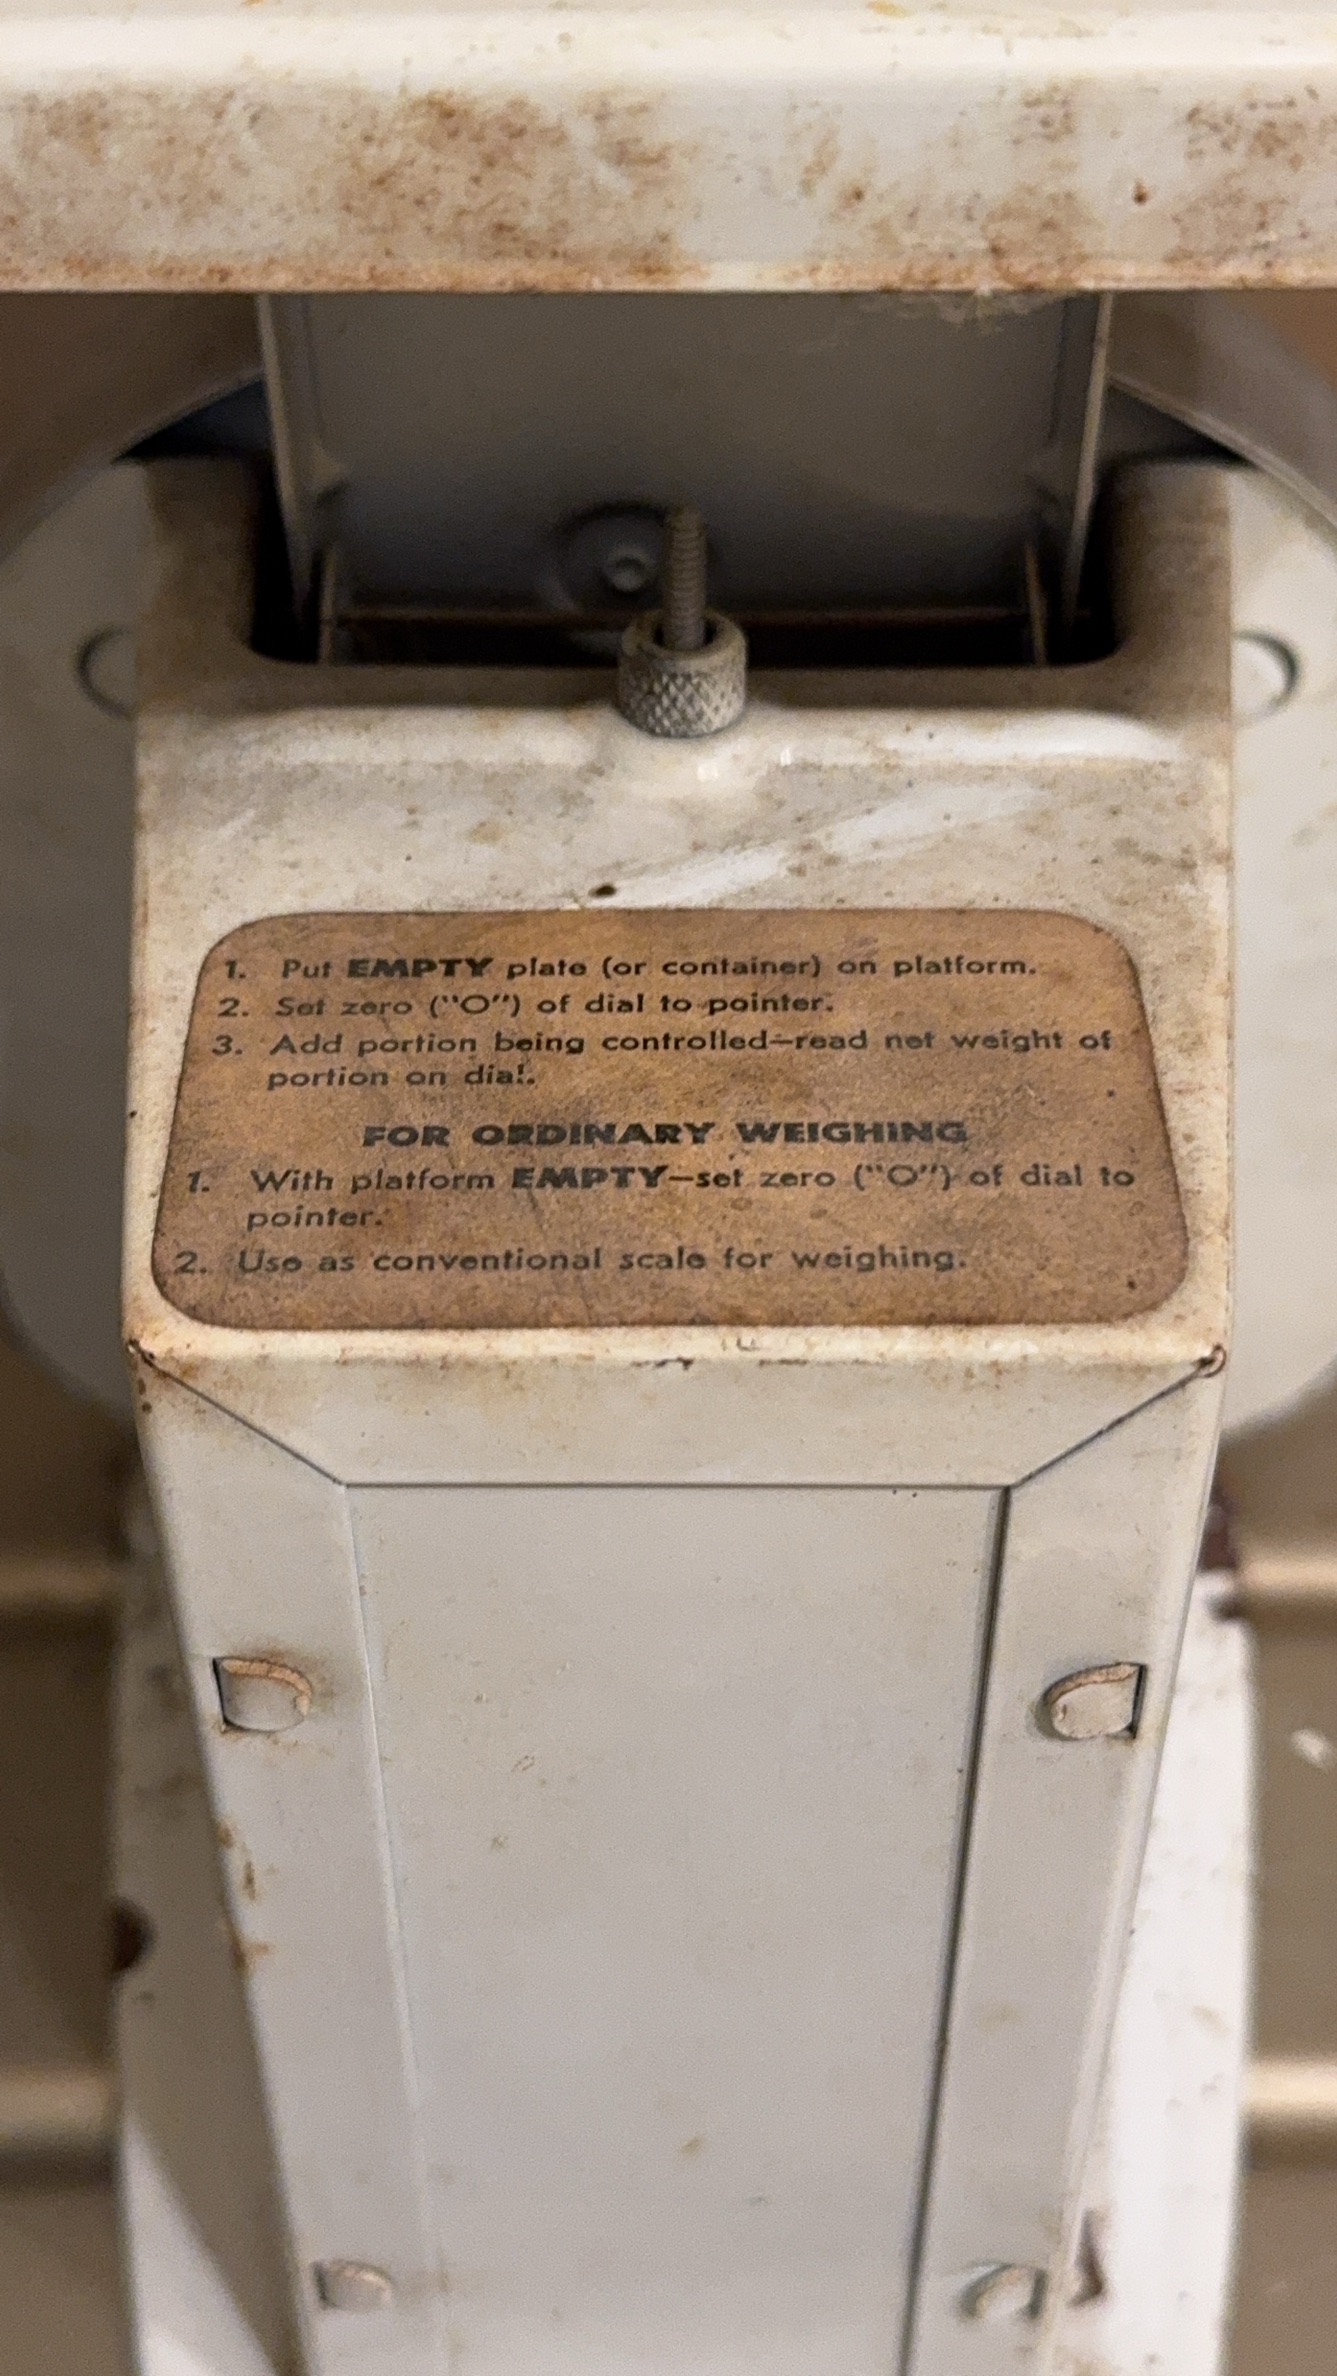 1. Put EMPTY plate (or container) on platform.
2. Set zero ("O") of dial to pointer.
3. Add portion being controlled—read net weight of
portion on dial.
FOR ORDINARY WEIGHING
1. With platform EMPTY—set zero ("O") of dial to
pointer.
2. Use as conventional scale for weighing.